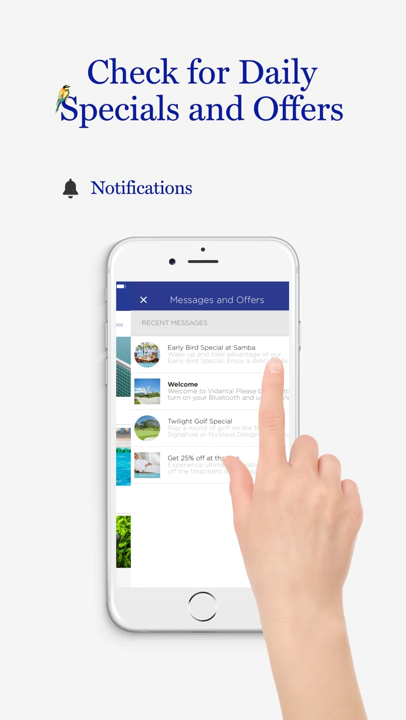 Check for Daily
Specials and Offers
Notifications
Messages and Offers
RECENT MESSAGES
Early Bird Special at Samba
Wake up and take advantage of our
Early Bird Special. Enjoy a
Welcome
Welcome to Vidanta! Please
turn on your Bluetooth and
Twilight Golf Special
Play a round of golf on the
Signature or Nicklaus
Get 25% off at
Experience
off the treatment